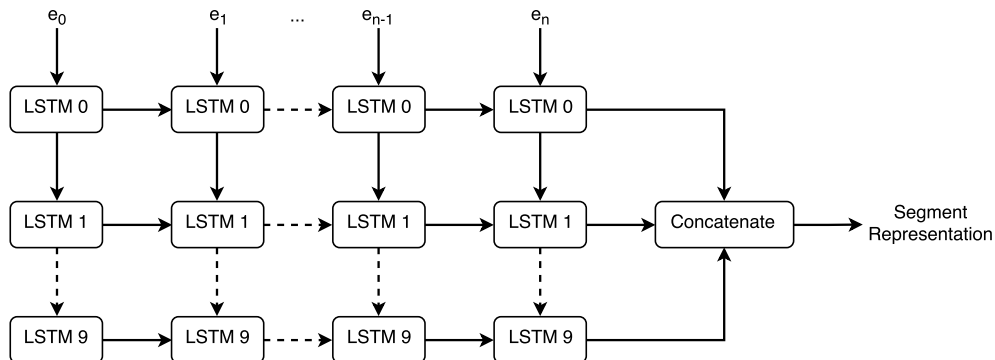 e0 e1 ... en-1 en
LSTM 0 LSTM 0 LSTM 0 LSTM 0
LSTM 1 LSTM 1 LSTM 1 LSTM 1 Concatenate Segment
Representation
LSTM 9 LSTM 9 LSTM 9 LSTM 9